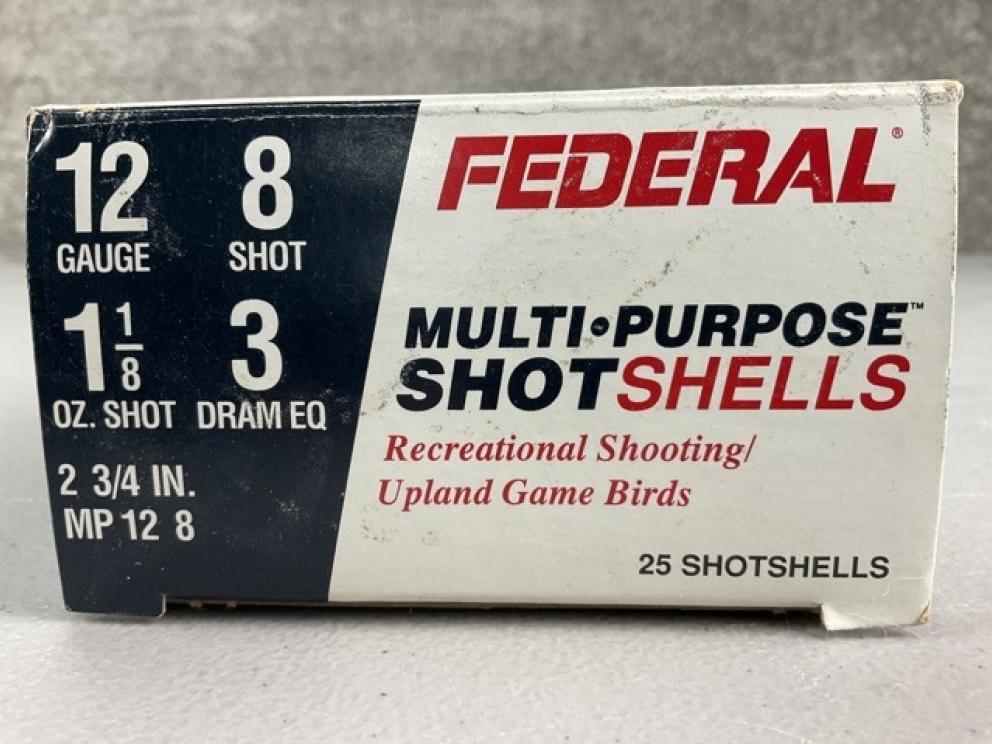 12 GAUGE
8 SHOT
1 1/8 OZ. SHOT
3 DRAM EQ
2 3/4 IN.
MP 12 8
FEDERAL®
MULTI•PURPOSE™
SHOTSHELLS
Recreational Shooting/
Upland Game Birds
25 SHOTSHELLS